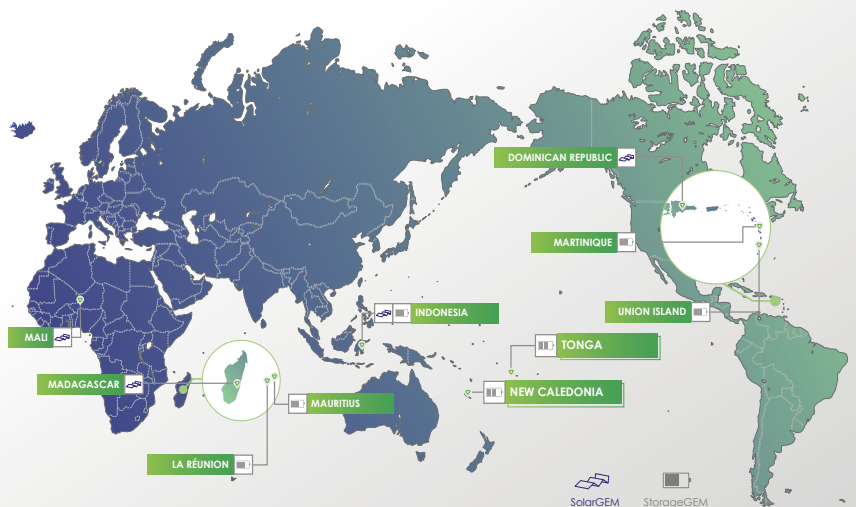 DOMINICAN REPUBLIC
MARTINIQUE
UNION ISLAND
INDONESIA
MALI
TONGA
MADAGASCAR
NEW CALEDONIA
MAURITIUS
LA RÉUNION
SolarGEM
StorageGEM